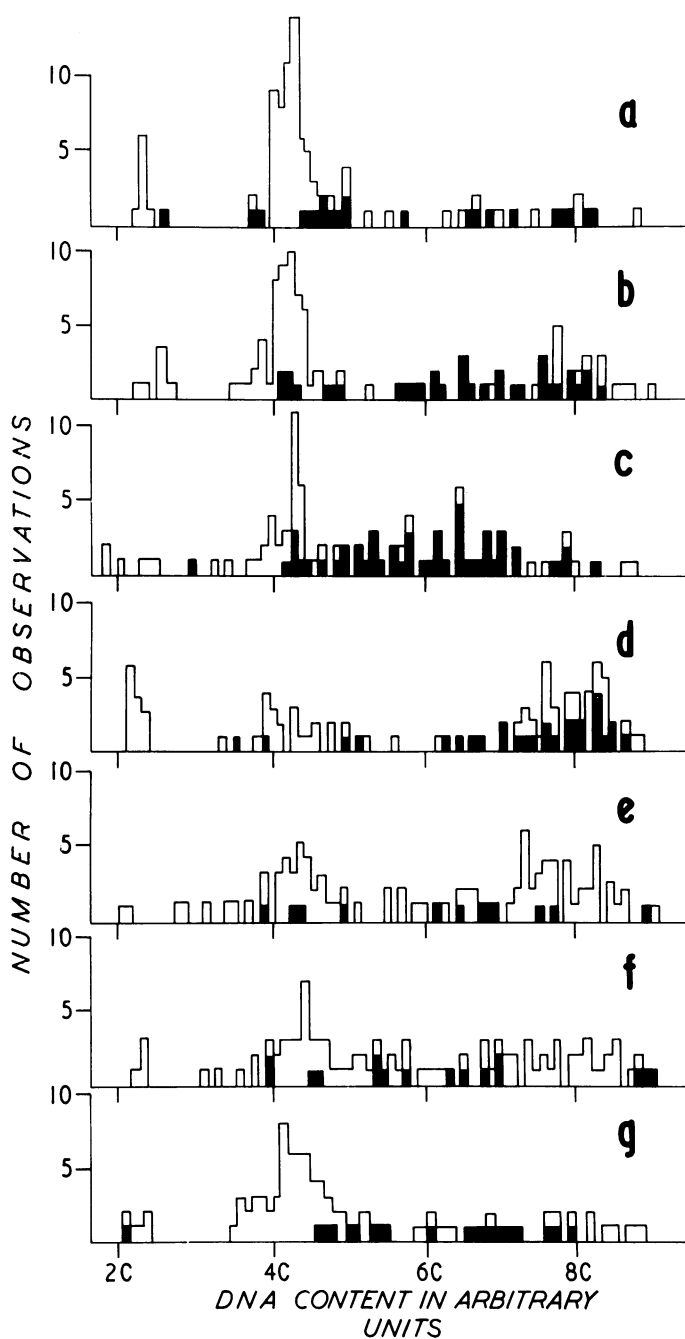 10
5
a
10
5
b
10
5
c
10
5
d
10
5
e
10
5
f
10
5
g
NUMBER OF OBSERVATIONS
2C 4C 6C 8C
DNA CONTENT IN ARBITRARY
UNITS